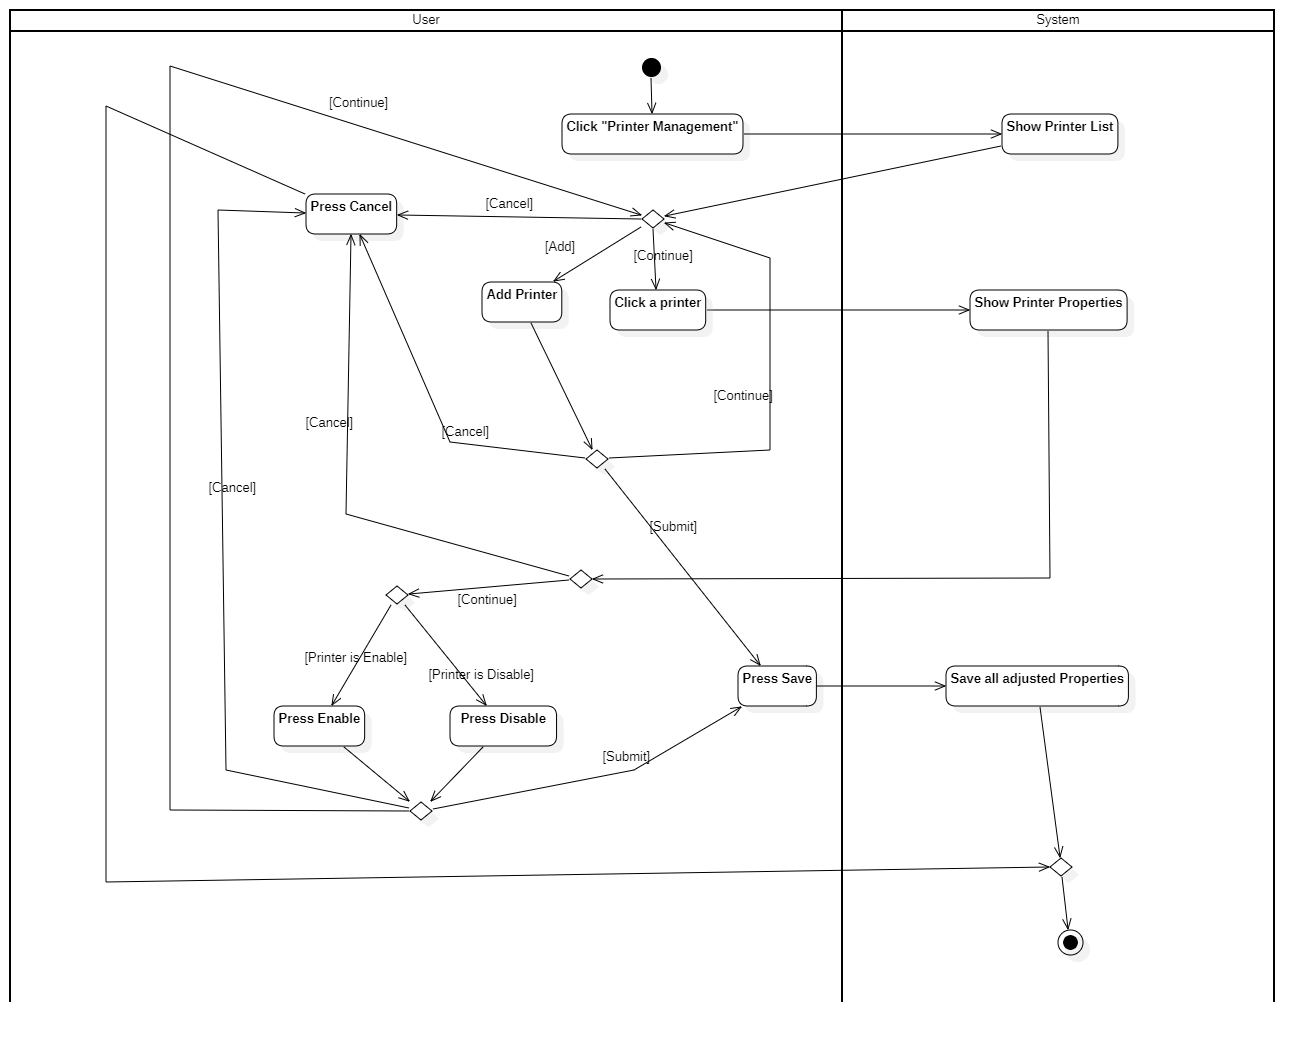 User
System
[Continue]
Click "Printer Management"
Show Printer List
Press Cancel
[Cancel]
[Add]
[Continue]
Add Printer
Click a printer
Show Printer Properties
[Continue]
[Cancel]
[Cancel]
[Cancel]
[Submit]
[Continue]
[Printer is Enable]
[Printer is Disable]
Press Save
Save all adjusted Properties
Press Enable
Press Disable
[Submit]